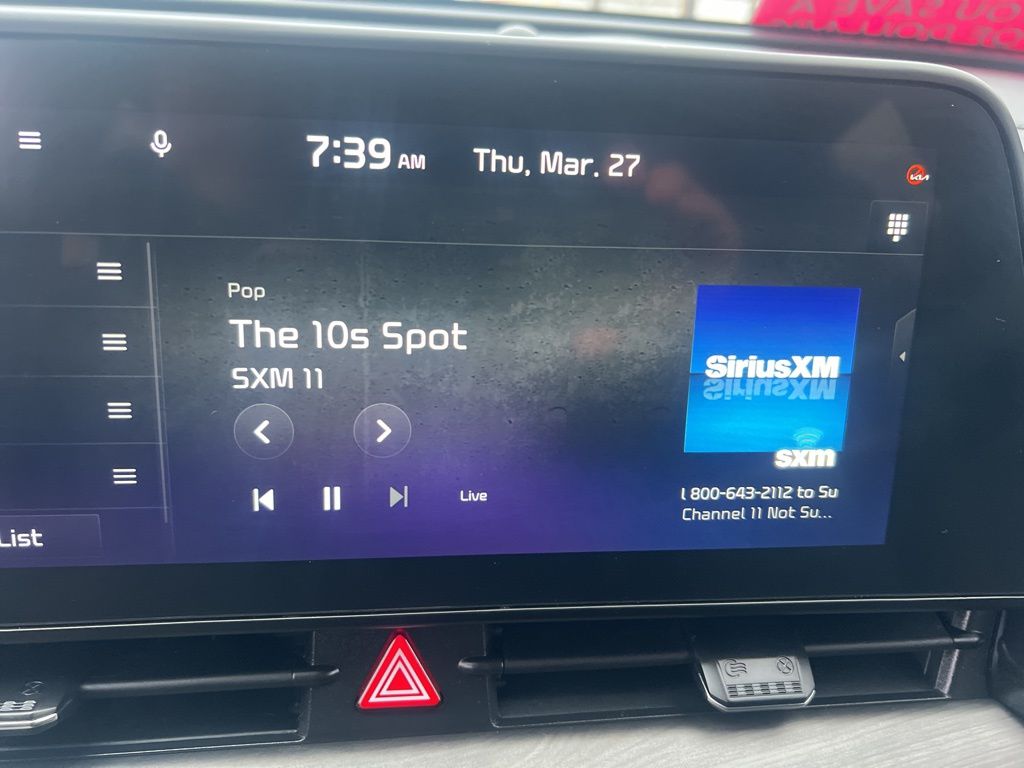 7:39 AM Thu, Mar. 27
KIA
Pop
The 10s Spot
SXM 11
SiriusXM
sxm
Live
l 800-643-2112 to Su
Channel 11 Not Su...
List